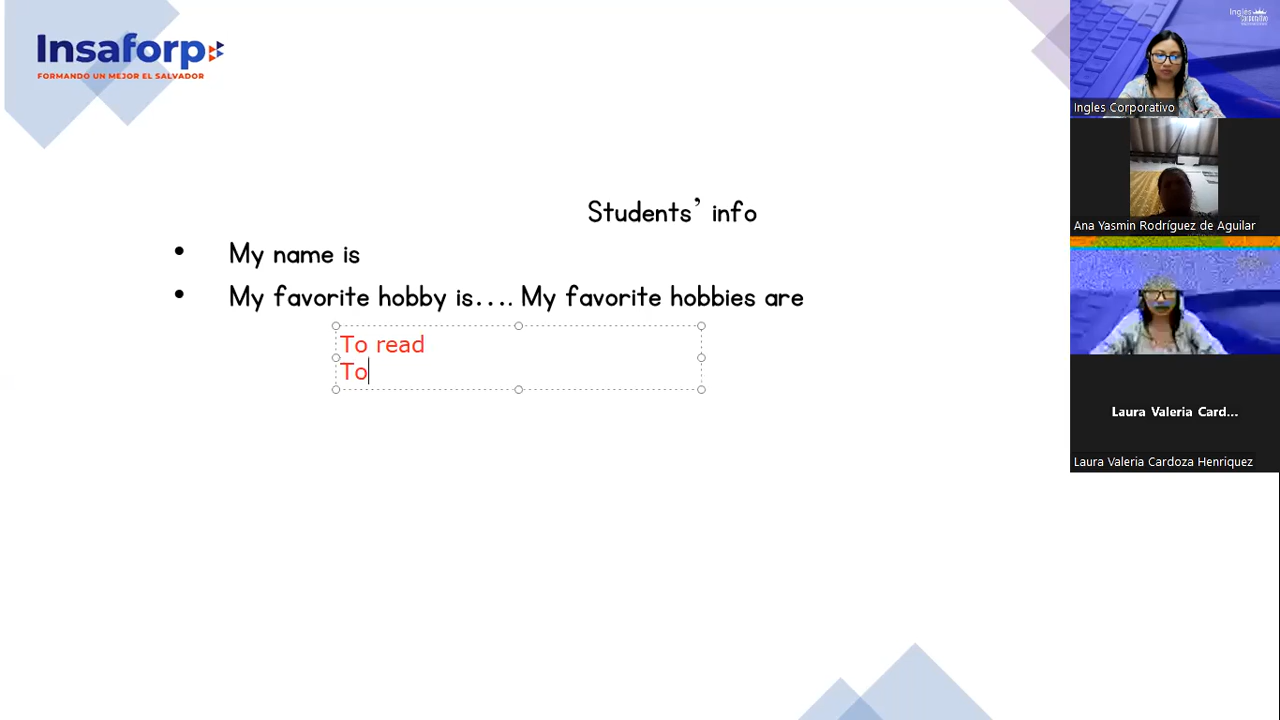 Insaforp
FORMANDO UN MEJOR EL SALVADOR
Students' info
• My name is
• My favorite hobby is.... My favorite hobbies are
To read
To
Ingles Corporativo
Ana Yasmin Rodríguez de Aguilar
Laura Valeria Card...
Laura Valeria Cardoza Henriquez